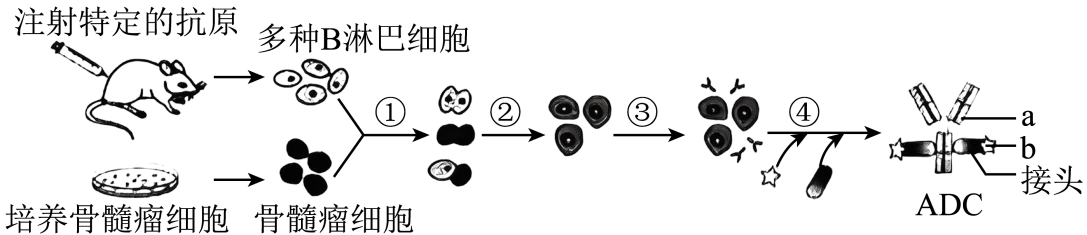 注射特定的抗原
多种B淋巴细胞
① ② ③ ④
a
b
接头
ADC
培养骨髓瘤细胞 骨髓瘤细胞